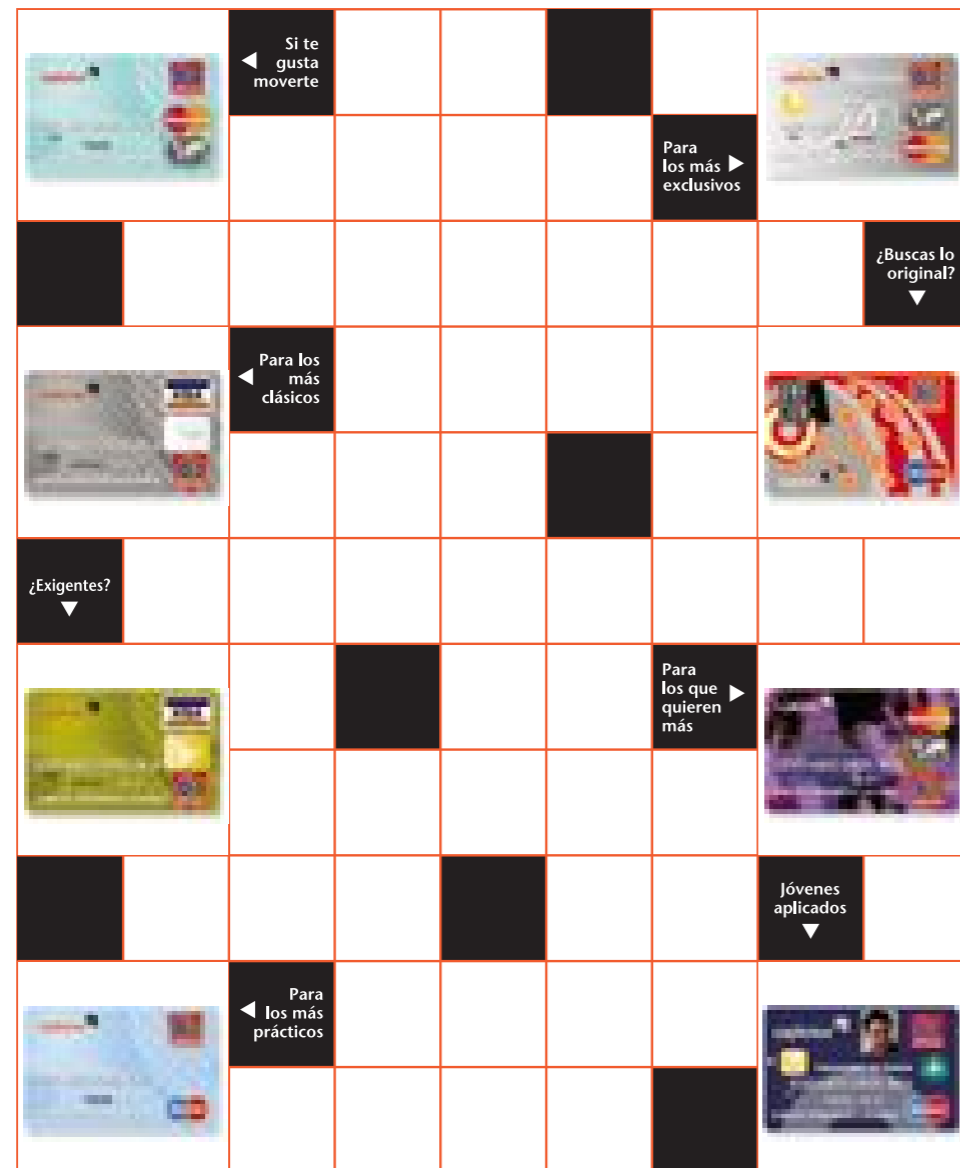 Si te
gusta
moverte
Para
los más
exclusivos
¿Buscas lo
original?
Para los
más
clásicos
¿Exigentes?
Para
los que
quieren
más
Jóvenes
aplicados
Para
los más
prácticos